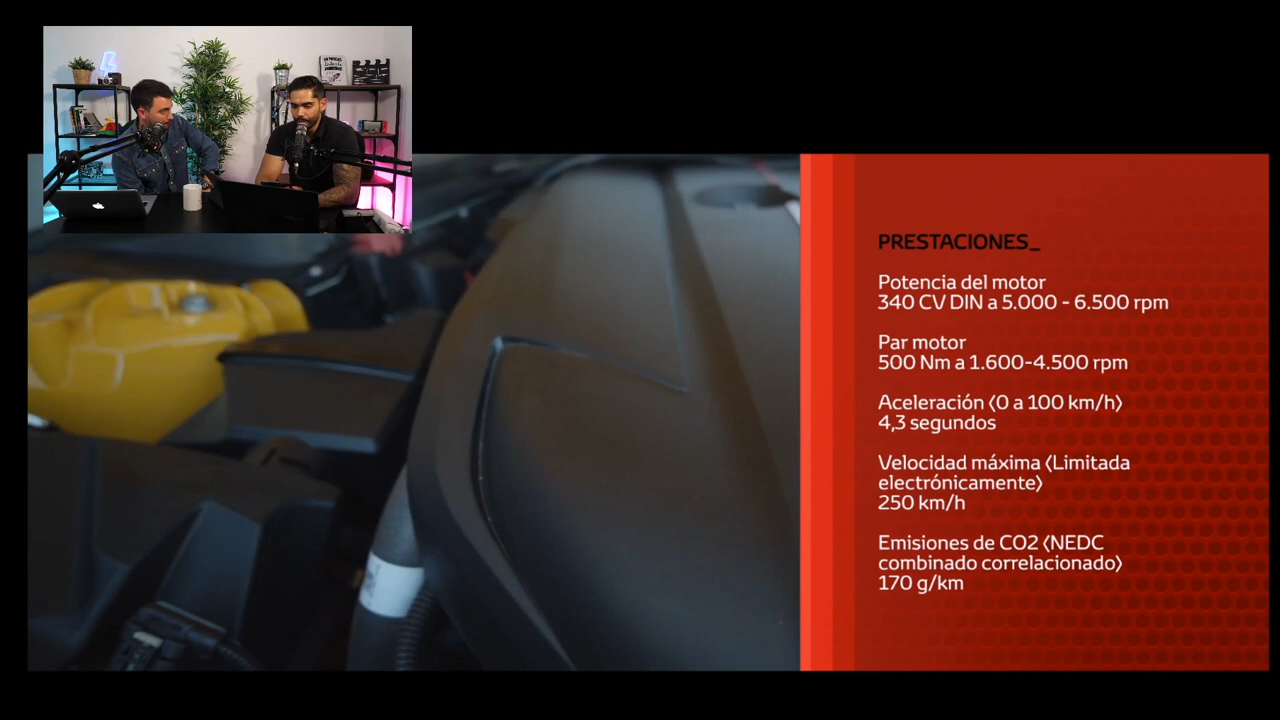 PRESTACIONES_
Potencia del motor
340 CV DIN a 5.000 - 6.500 rpm
Par motor
500 Nm a 1.600-4.500 rpm
Aceleración (0 a 100 km/h)
4,3 segundos
Velocidad máxima (Limitada
electrónicamente)
250 km/h
Emisiones de CO2 (NEDC
combinado correlacionado)
170 g/km